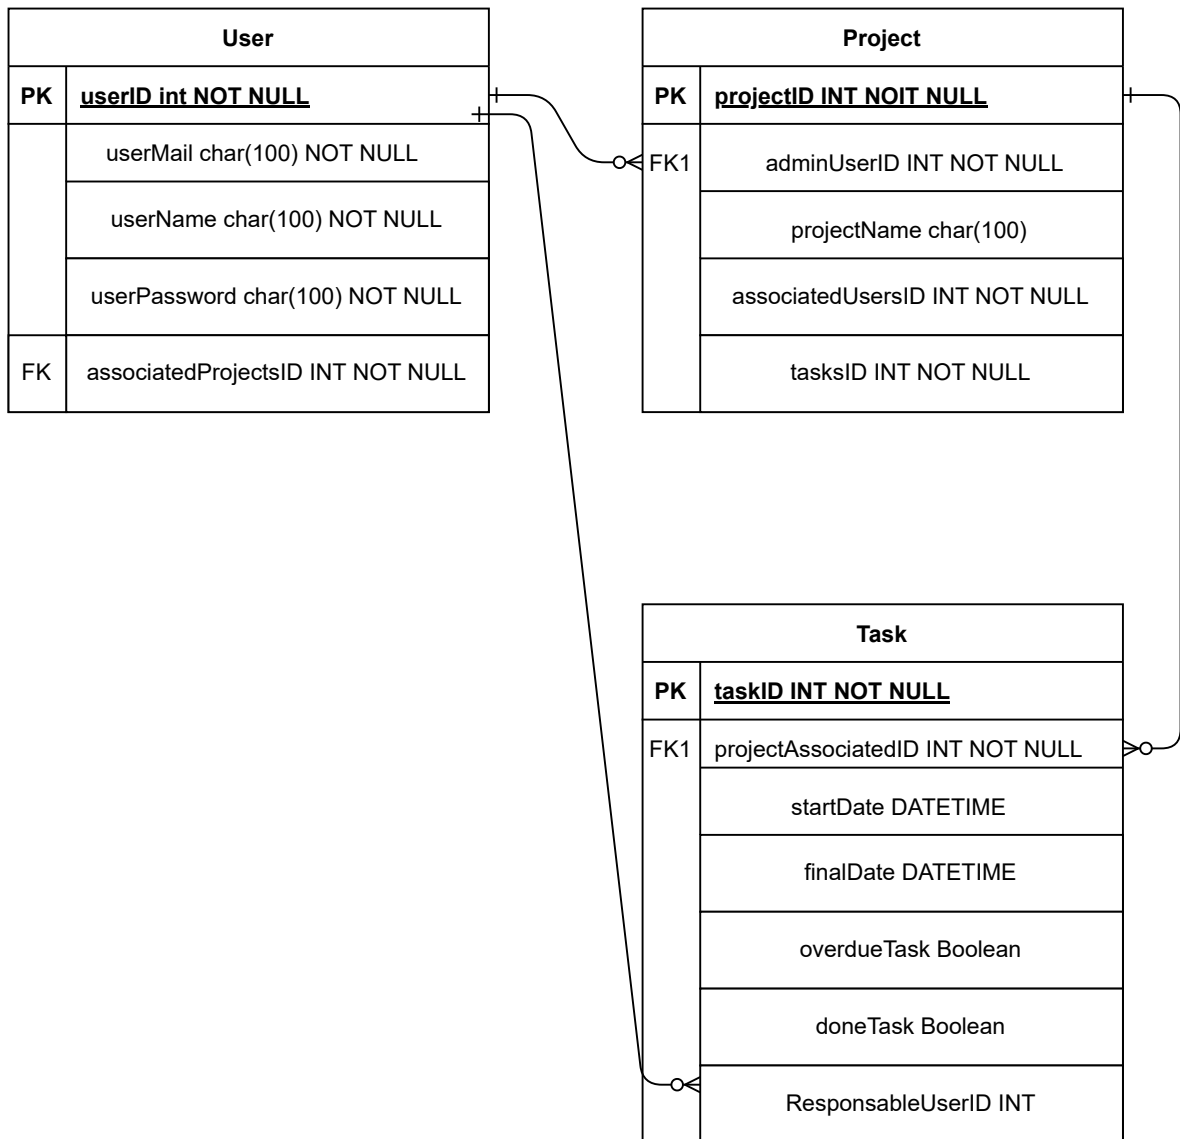 User
PK userID int NOT NULL
userMail char(100) NOT NULL
userName char(100) NOT NULL
userPassword char(100) NOT NULL
FK associatedProjectsID INT NOT NULL
Project
PK projectID INT NOIT NULL
FK1 adminUserID INT NOT NULL
projectName char(100)
associatedUsersID INT NOT NULL
tasksID INT NOT NULL
Task
PK taskID INT NOT NULL
FK1 projectAssociatedID INT NOT NULL
startDate DATETIME
finalDate DATETIME
overdueTask Boolean
doneTask Boolean
ResponsableUserID INT